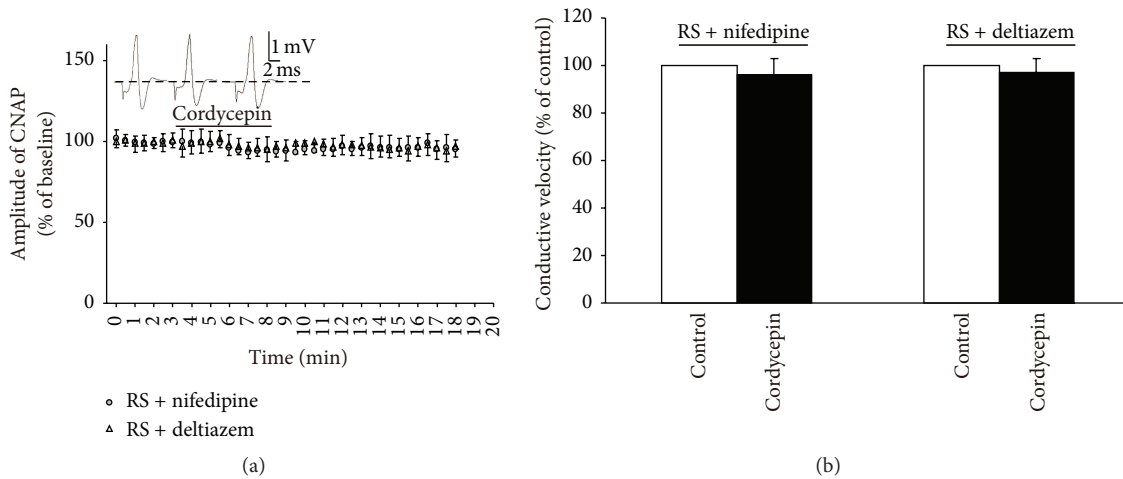 1 mV
2 ms
Cordycepin
150
100
50
0
Amplitude of CNAP
(% of baseline)
0 1 2 3 4 5 6 7 8 9 10 11 12 13 14 15 16 17 18 19 20
Time (min)
RS + nifedipine
RS + deltiazem
(a)
120
100
80
60
40
20
0
Conductive velocity (% of control)
RS + nifedipine
RS + deltiazem
Control
Cordycepin
Control
Cordycepin
(b)